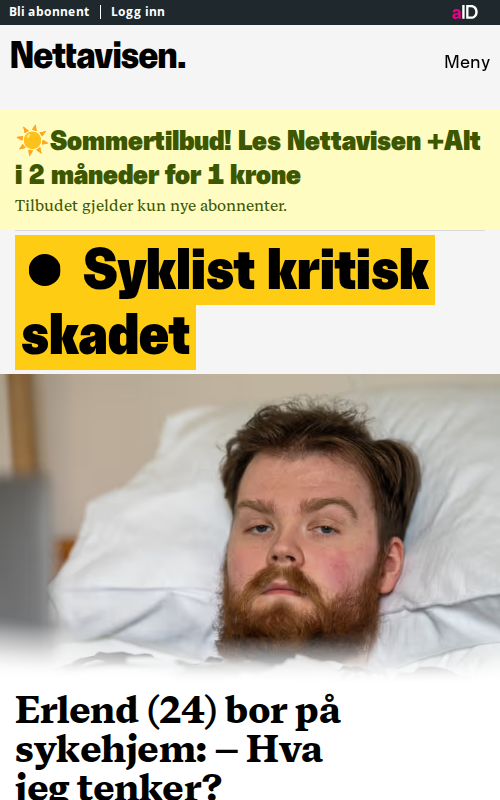 Bli abonnent | Logg inn
aID
Nettavisen.
Meny
☀️Sommertilbud! Les Nettavisen +Alt
i 2 måneder for 1 krone
Tilbudet gjelder kun nye abonnenter.
● Syklist kritisk
skadet
Erlend (24) bor på
sykehjem: – Hva
jeg tenker?